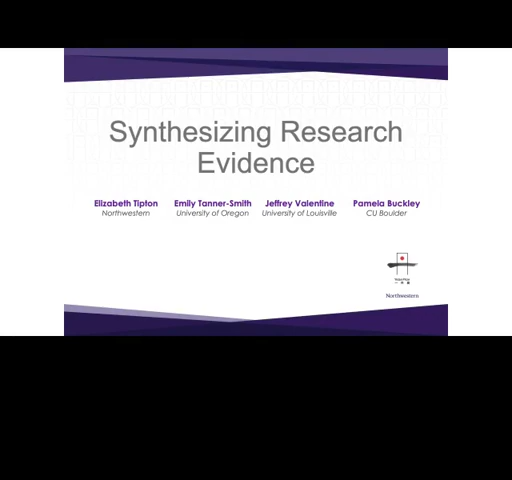 Synthesizing Research
Evidence
Elizabeth Tipton Emily Tanner-Smith Jeffrey Valentine Pamela Buckley
Northwestern University of Oregon University of Louisville CU Boulder
Northwestern